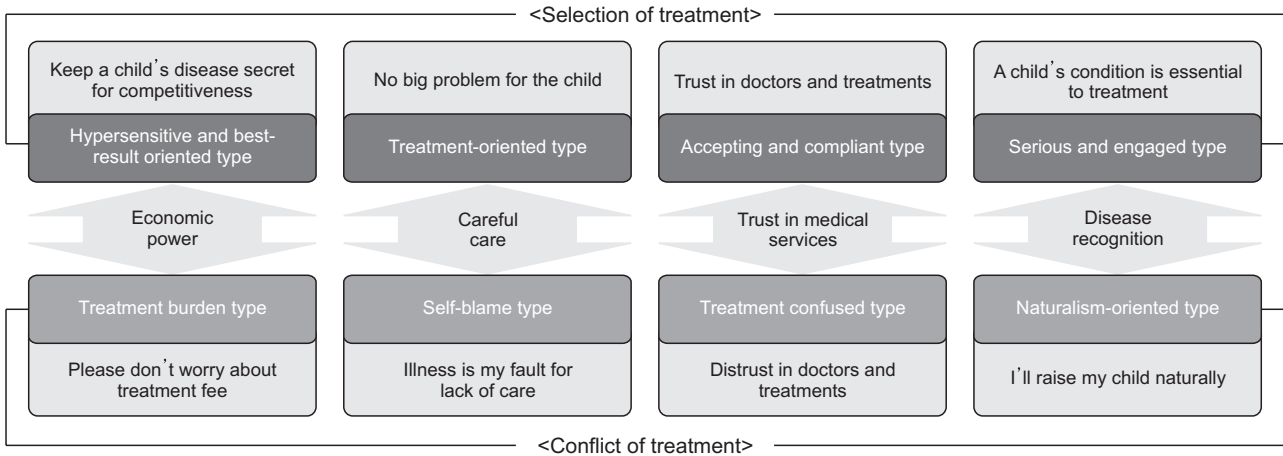 <Selection of treatment>
Keep a child's disease secret
for competitiveness
Hypersensitive and best-
result oriented type
No big problem for the child
Treatment-oriented type
Trust in doctors and treatments
Accepting and compliant type
A child's condition is essential
to treatment
Serious and engaged type
Economic
power
Careful
care
Trust in medical
services
Disease
recognition
Treatment burden type
Please don't worry about
treatment fee
Self-blame type
Illness is my fault for
lack of care
Treatment confused type
Distrust in doctors and
treatments
Naturalism-oriented type
I'll raise my child naturally
<Conflict of treatment>